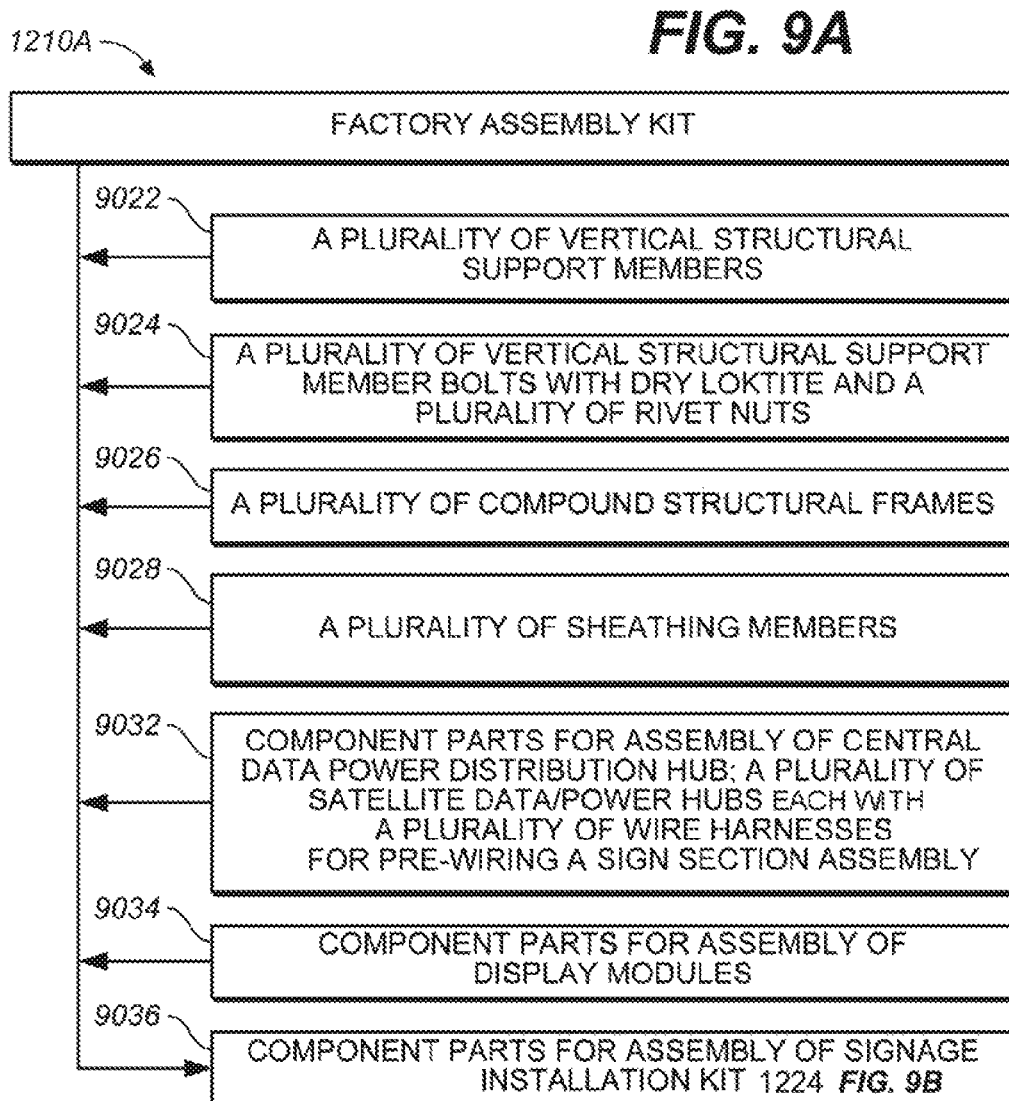 FIG. 9A
1210A
FACTORY ASSEMBLY KIT
9022
A PLURALITY OF VERTICAL STRUCTURAL
SUPPORT MEMBERS
9024
A PLURALITY OF VERTICAL STRUCTURAL SUPPORT
MEMBER BOLTS WITH DRY LOKTITE AND A
PLURALITY OF RIVET NUTS
9026
A PLURALITY OF COMPOUND STRUCTURAL FRAMES
9028
A PLURALITY OF SHEATHING MEMBERS
9032
COMPONENT PARTS FOR ASSEMBLY OF CENTRAL
DATA POWER DISTRIBUTION HUB; A PLURALITY OF
SATELLITE DATA/POWER HUBS EACH WITH
A PLURALITY OF WIRE HARNESSES
FOR PRE-WIRING A SIGN SECTION ASSEMBLY
9034
COMPONENT PARTS FOR ASSEMBLY OF
DISPLAY MODULES
9036
COMPONENT PARTS FOR ASSEMBLY OF SIGNAGE
INSTALLATION KIT 1224 FIG. 9B